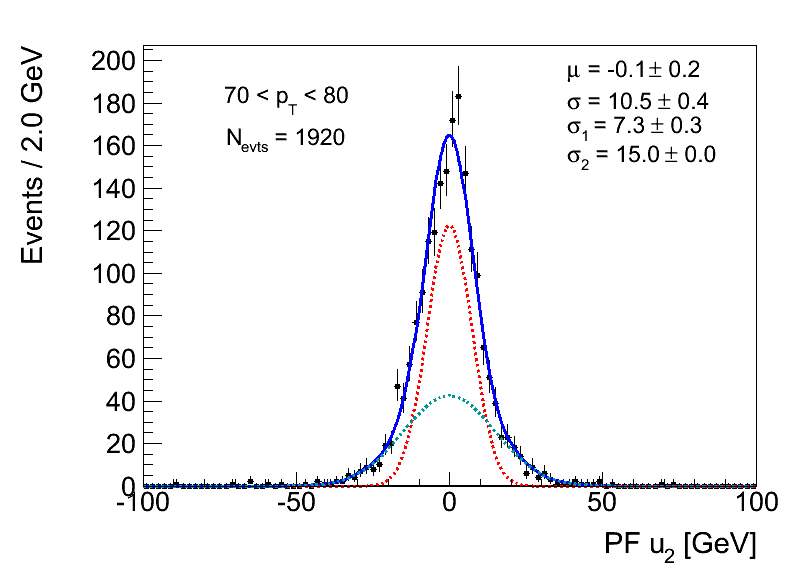 Events / 2.0 GeV
200
180
160
140
120
100
80
60
40
20
0
70 < p_T < 80
N_evts = 1920
μ = -0.1 ± 0.2
σ = 10.5 ± 0.4
σ_1 = 7.3 ± 0.3
σ_2 = 15.0 ± 0.0
-100 -50 0 50 100
PF u_2 [GeV]